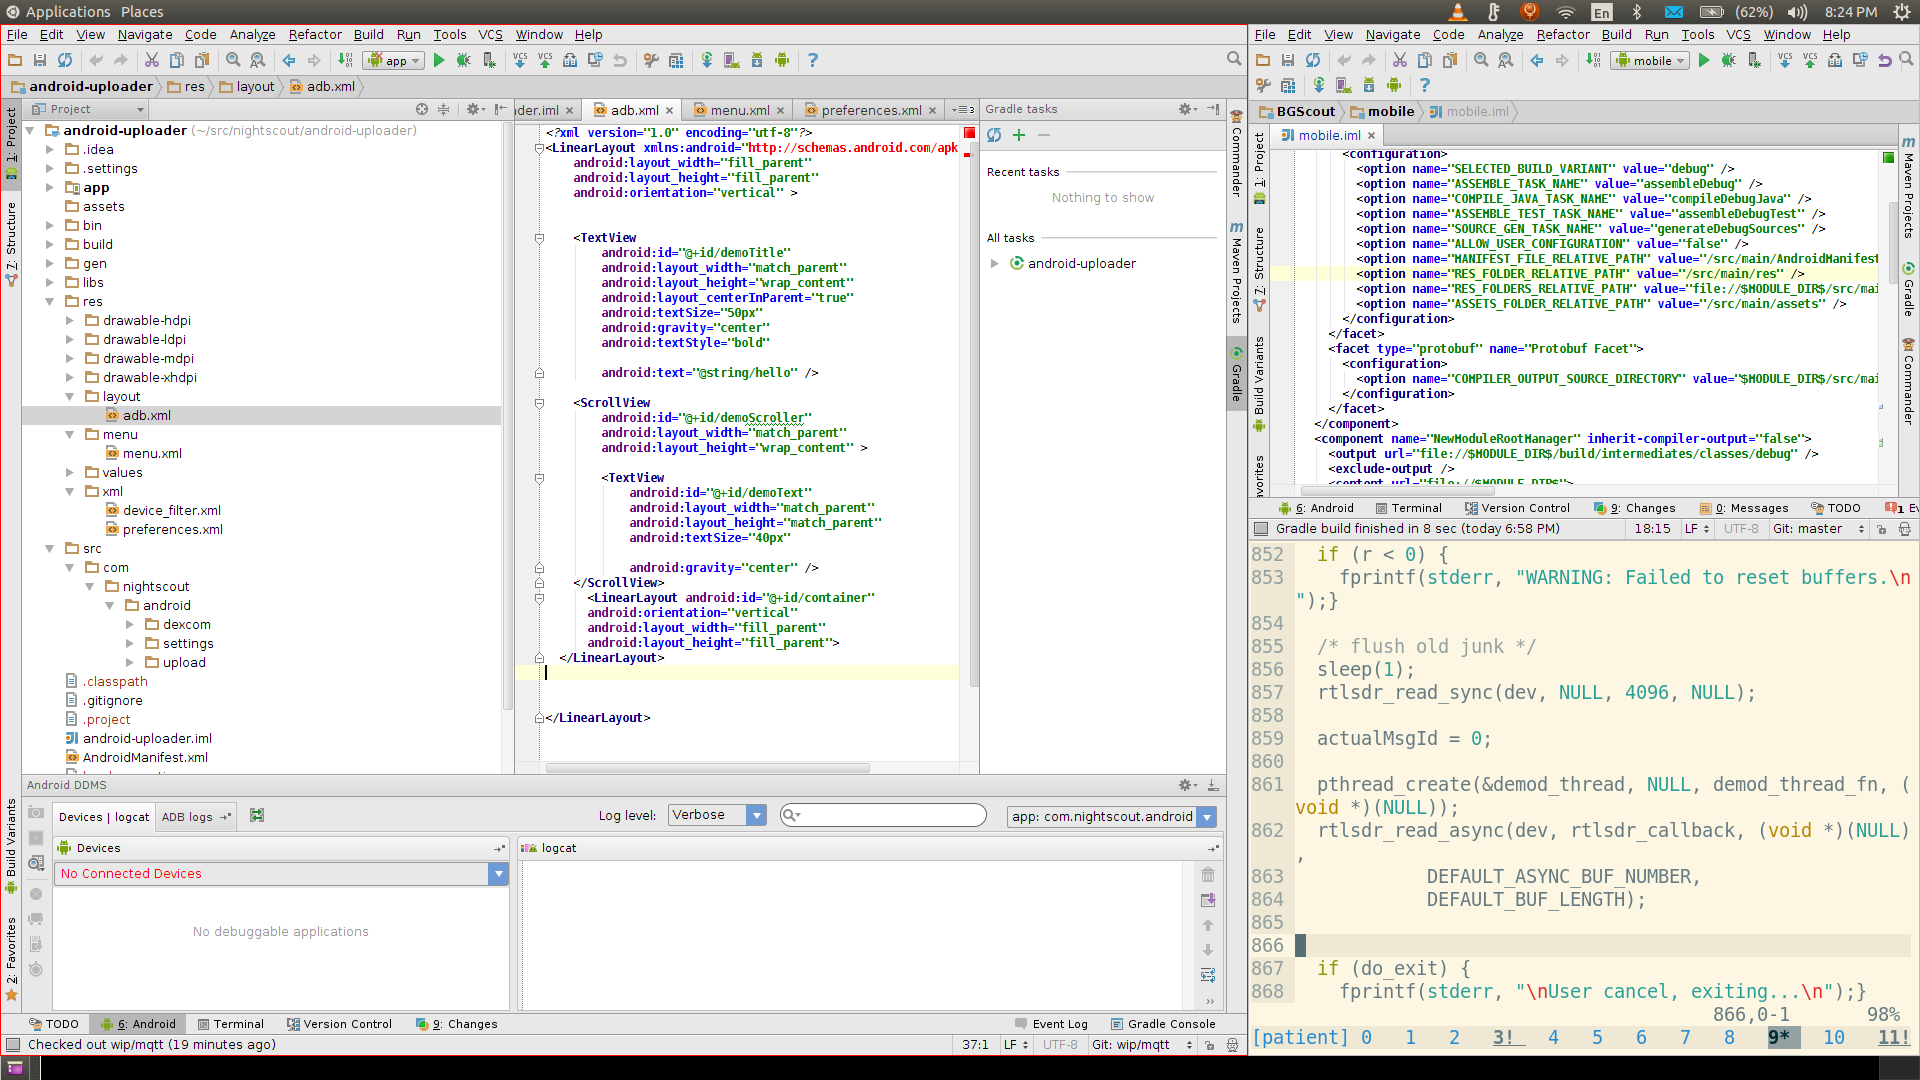 Applications Places
En (62%) 8:24 PM
File Edit View Navigate Code Analyze Refactor Build Run Tools VCS Window Help
app
android-uploader res layout adb.xml
Project
1: Project
7: Structure
Build Variants
2: Favorites
android-uploader (~/src/nightscout/android-uploader)
.idea
.settings
app
assets
bin
build
gen
libs
res
drawable-hdpi
drawable-ldpi
drawable-mdpi
drawable-xhdpi
layout
adb.xml
menu
menu.xml
values
xml
device_filter.xml
preferences.xml
src
com
nightscout
android
dexcom
settings
upload
.classpath
.gitignore
.project
android-uploader.iml
AndroidManifest.xml
der.iml adb.xml menu.xml preferences.xml
<?xml version="1.0" encoding="utf-8"?>
<LinearLayout xmlns:android="http://schemas.android.com/apk
android:layout_width="fill_parent"
android:layout_height="fill_parent"
android:orientation="vertical" >
<TextView
android:id="@+id/demoTitle"
android:layout_width="match_parent"
android:layout_height="wrap_content"
android:layout_centerInParent="true"
android:textSize="50px"
android:gravity="center"
android:textStyle="bold"
android:text="@string/hello" />
<ScrollView
android:id="@+id/demoScroller"
android:layout_width="match_parent"
android:layout_height="wrap_content" >
<TextView
android:id="@+id/demoText"
android:layout_width="match_parent"
android:layout_height="match_parent"
android:textSize="40px"
android:gravity="center" />
</ScrollView>
<LinearLayout android:id="@+id/container"
android:orientation="vertical"
android:layout_width="fill_parent"
android:layout_height="fill_parent">
</LinearLayout>
</LinearLayout>
Gradle tasks
Recent tasks
Nothing to show
All tasks
android-uploader
Commander
Maven Projects
Gradle
Android DDMS
Devices | logcat ADB logs
Log level: Verbose
app: com.nightscout.android
Devices
No Connected Devices
No debuggable applications
logcat
TODO 6: Android Terminal Version Control 9: Changes Event Log Gradle Console
Checked out wip/mqtt (19 minutes ago) 37:1 LF UTF-8 Git: wip/mqtt
File Edit View Navigate Code Analyze Refactor Build Run Tools VCS Window Help
mobile
BGScout mobile mobile.iml
mobile.iml
1: Project
7: Structure
Build Variants
vorites
<configuration>
<option name="SELECTED_BUILD_VARIANT" value="debug" />
<option name="ASSEMBLE_TASK_NAME" value="assembleDebug" />
<option name="COMPILE_JAVA_TASK_NAME" value="compileDebugJava" />
<option name="ASSEMBLE_TEST_TASK_NAME" value="assembleDebugTest" />
<option name="SOURCE_GEN_TASK_NAME" value="generateDebugSources" />
<option name="ALLOW_USER_CONFIGURATION" value="false" />
<option name="MANIFEST_FILE_RELATIVE_PATH" value="/src/main/AndroidManifest
<option name="RES_FOLDER_RELATIVE_PATH" value="/src/main/res" />
<option name="RES_FOLDERS_RELATIVE_PATH" value="file://$MODULE_DIR$/src/mai
<option name="ASSETS_FOLDER_RELATIVE_PATH" value="/src/main/assets" />
</configuration>
</facet>
<facet type="protobuf" name="Protobuf Facet">
<configuration>
<option name="COMPILER_OUTPUT_SOURCE_DIRECTORY" value="$MODULE_DIR$/src/mai
</configuration>
</facet>
</component>
<component name="NewModuleRootManager" inherit-compiler-output="false">
<output url="file://$MODULE_DIR$/build/intermediates/classes/debug" />
<exclude-output />
<content url="file://$MODULE_DIR$">
Maven Projects
Gradle
Commander
6: Android Terminal Version Control 9: Changes 0: Messages TODO 1 Ev
Gradle build finished in 8 sec (today 6:58 PM) 18:15 LF UTF-8 Git: master
852 if (r < 0) {
853 fprintf(stderr, "WARNING: Failed to reset buffers.\n
");}
854
855 /* flush old junk */
856 sleep(1);
857 rtlsdr_read_sync(dev, NULL, 4096, NULL);
858
859 actualMsgId = 0;
860
861 pthread_create(&demod_thread, NULL, demod_thread_fn, (
void *)(NULL));
862 rtlsdr_read_async(dev, rtlsdr_callback, (void *)(NULL)
,
863 DEFAULT_ASYNC_BUF_NUMBER,
864 DEFAULT_BUF_LENGTH);
865
866
867 if (do_exit) {
868 fprintf(stderr, "\nUser cancel, exiting...\n");}
866,0-1 98%
[patient] 0 1 2 3! 4 5 6 7 8 9* 10 11!